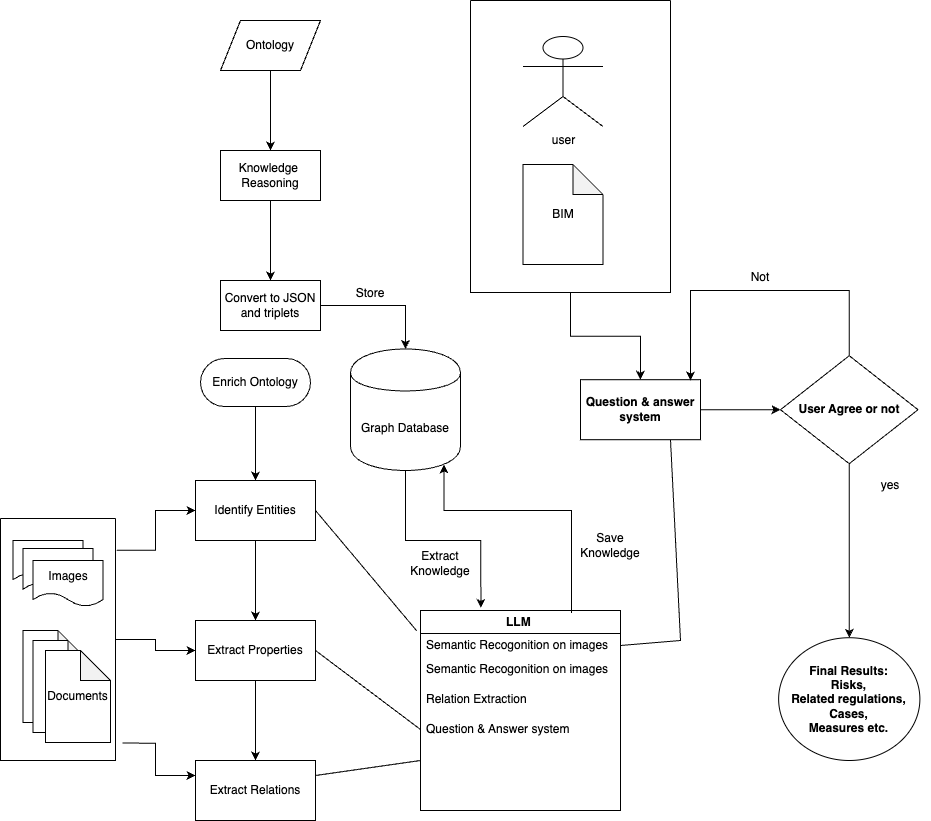 Ontology
Knowledge
Reasoning
Convert to JSON
and triplets
Store
Enrich Ontology
Graph Database
Identify Entities
Extract Properties
Extract Relations
Images
Documents
Extract
Knowledge
Save
Knowledge
LLM
Semantic Recogonition on images
Semantic Recogonition on images
Relation Extraction
Question & Answer system
user
BIM
Question & answer
system
Not
User Agree or not
yes
Final Results:
Risks,
Related regulations,
Cases,
Measures etc.